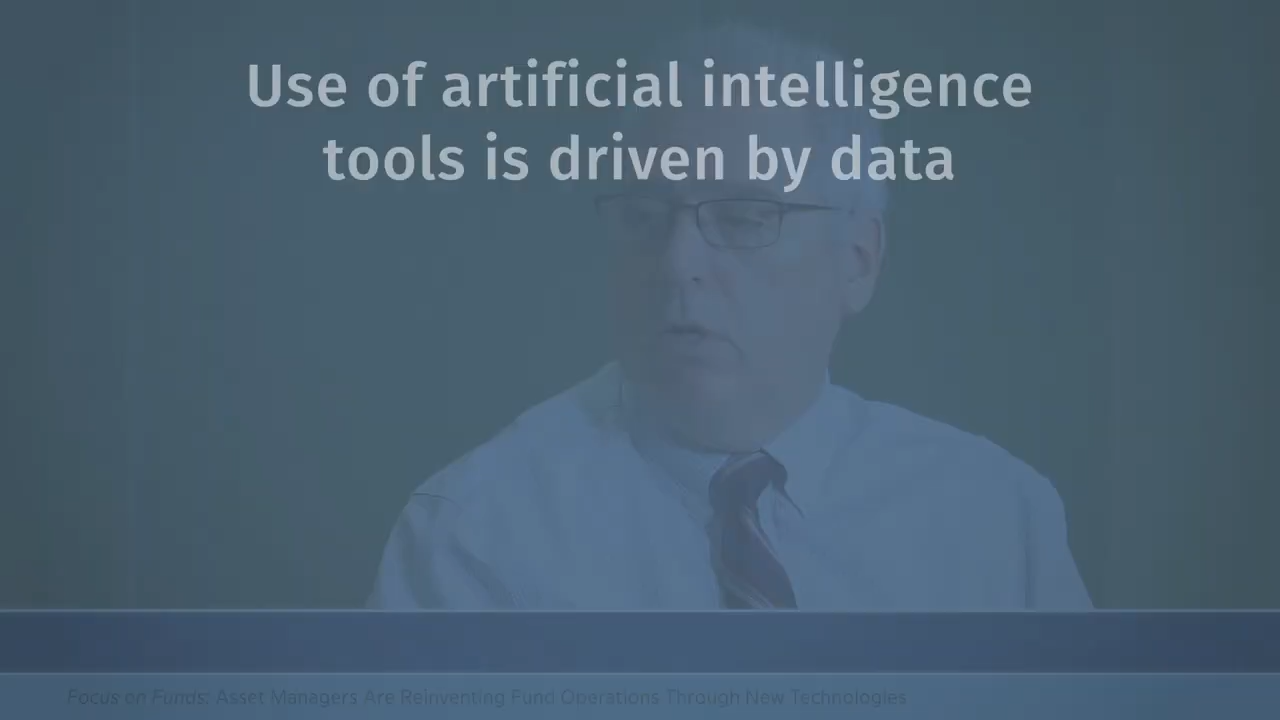 Use of artificial intelligence
tools is driven by data
Focus on Funds: Asset Managers Are Reinventing Fund Operations Through New Technologies